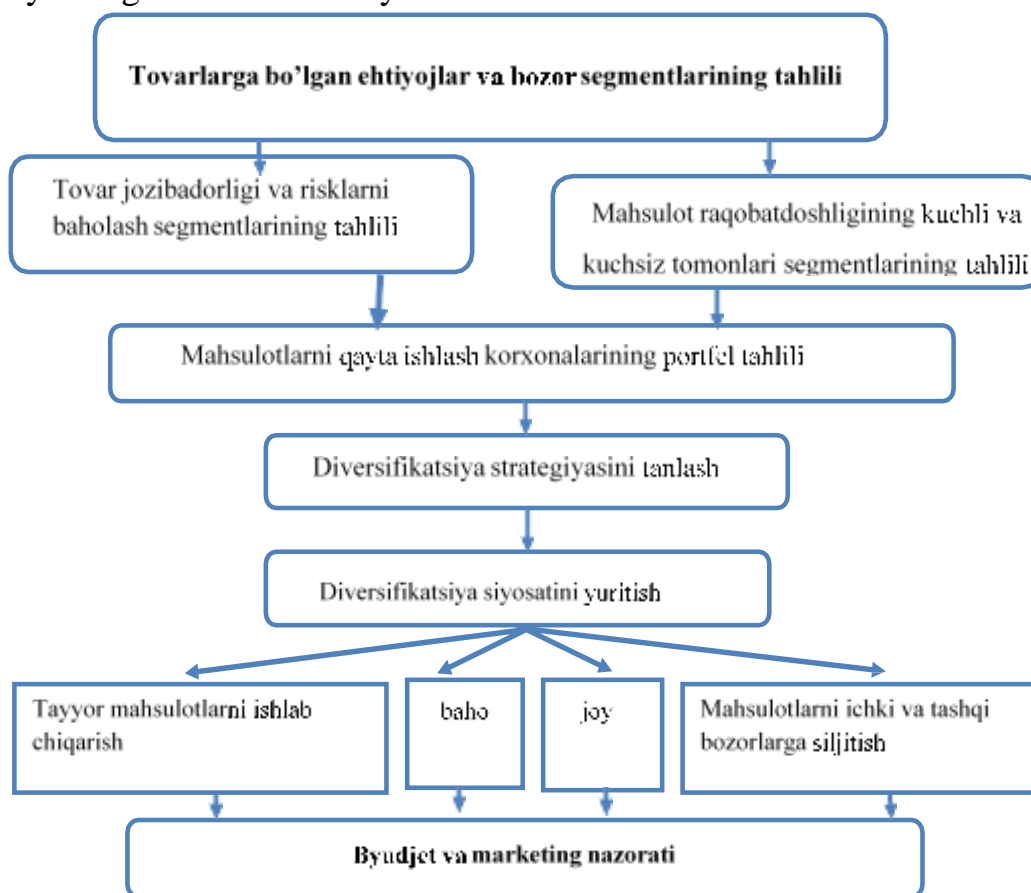 Tovarlarga bo’lgan ehtiyojlar va bozor segmentlarining tahlili
Tovar jozibadorligi va risklarni
baholash segmentlarining tahlili
Mahsulot raqobatdoshligining kuchli va
kuchsiz tomonlari segmentlarining tahlili
Mahsulotlarni qayta ishlash korxonalarining portfel tahlili
Diversifikatsiya strategiyasini tanlash
Diversifikatsiya siyosatini yuritish
Tayyor mahsulotlarni ishlab
chiqarish
baho
joy
Mahsulotlarni ichki va tashqi
bozorlarga siljitish
Byudjet va marketing nazorati